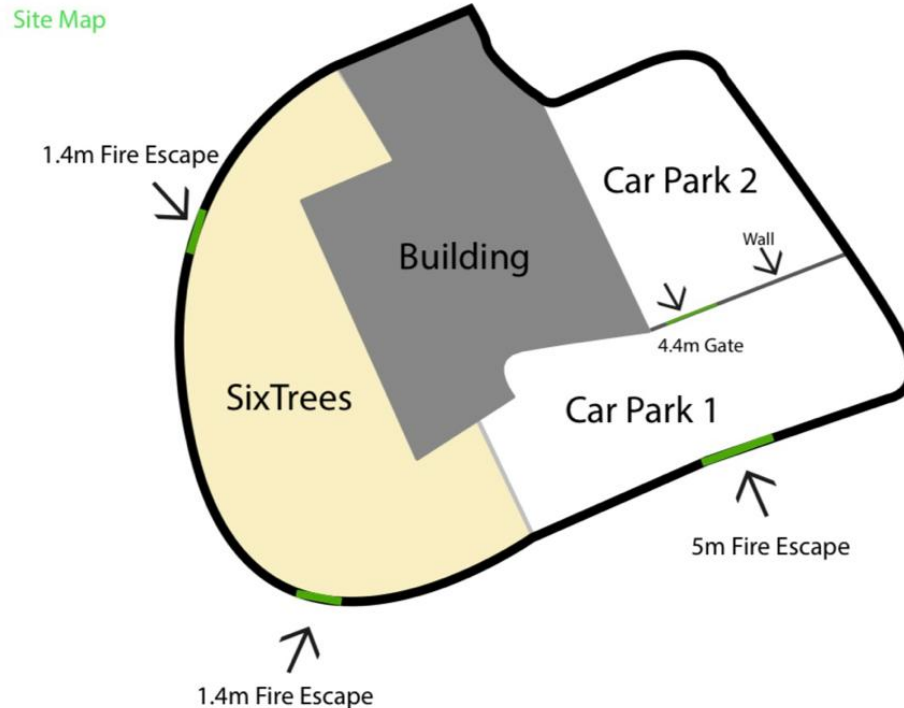 Site Map
1.4m Fire Escape
Car Park 2
Wall
Building
4.4m Gate
SixTrees
Car Park 1
5m Fire Escape
1.4m Fire Escape